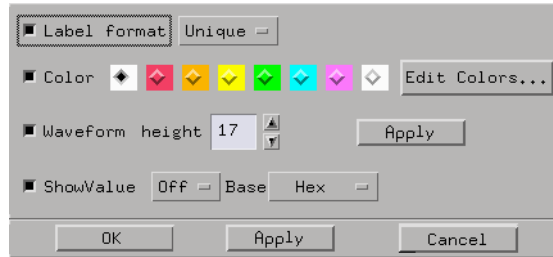 Label format Unique
Color Edit Colors...
Waveform height 17 Apply
ShowValue Off Base Hex
OK Apply Cancel